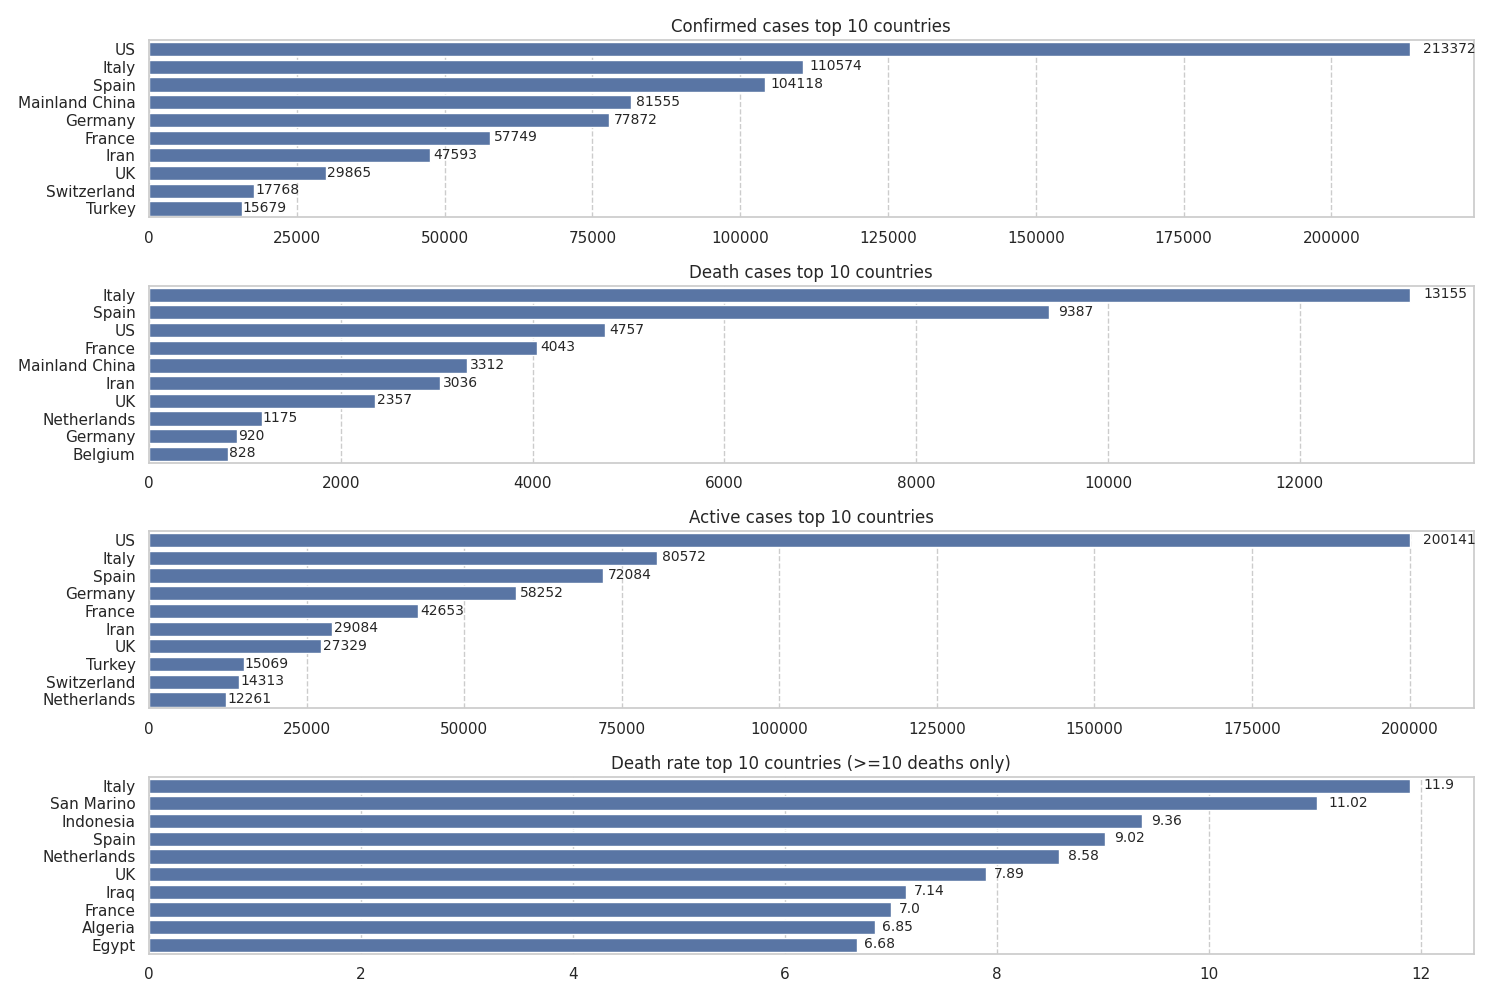 Confirmed cases top 10 countries
US 213372
Italy 110574
Spain 104118
Mainland China 81555
Germany 77872
France 57749
Iran 47593
UK 29865
Switzerland 17768
Turkey 15679
0 25000 50000 75000 100000 125000 150000 175000 200000
Death cases top 10 countries
Italy 13155
Spain 9387
US 4757
France 4043
Mainland China 3312
Iran 3036
UK 2357
Netherlands 1175
Germany 920
Belgium 828
0 2000 4000 6000 8000 10000 12000
Active cases top 10 countries
US 200141
Italy 80572
Spain 72084
Germany 58252
France 42653
Iran 29084
UK 27329
Turkey 15069
Switzerland 14313
Netherlands 12261
0 25000 50000 75000 100000 125000 150000 175000 200000
Death rate top 10 countries (>=10 deaths only)
Italy 11.9
San Marino 11.02
Indonesia 9.36
Spain 9.02
Netherlands 8.58
UK 7.89
Iraq 7.14
France 7.0
Algeria 6.85
Egypt 6.68
0 2 4 6 8 10 12